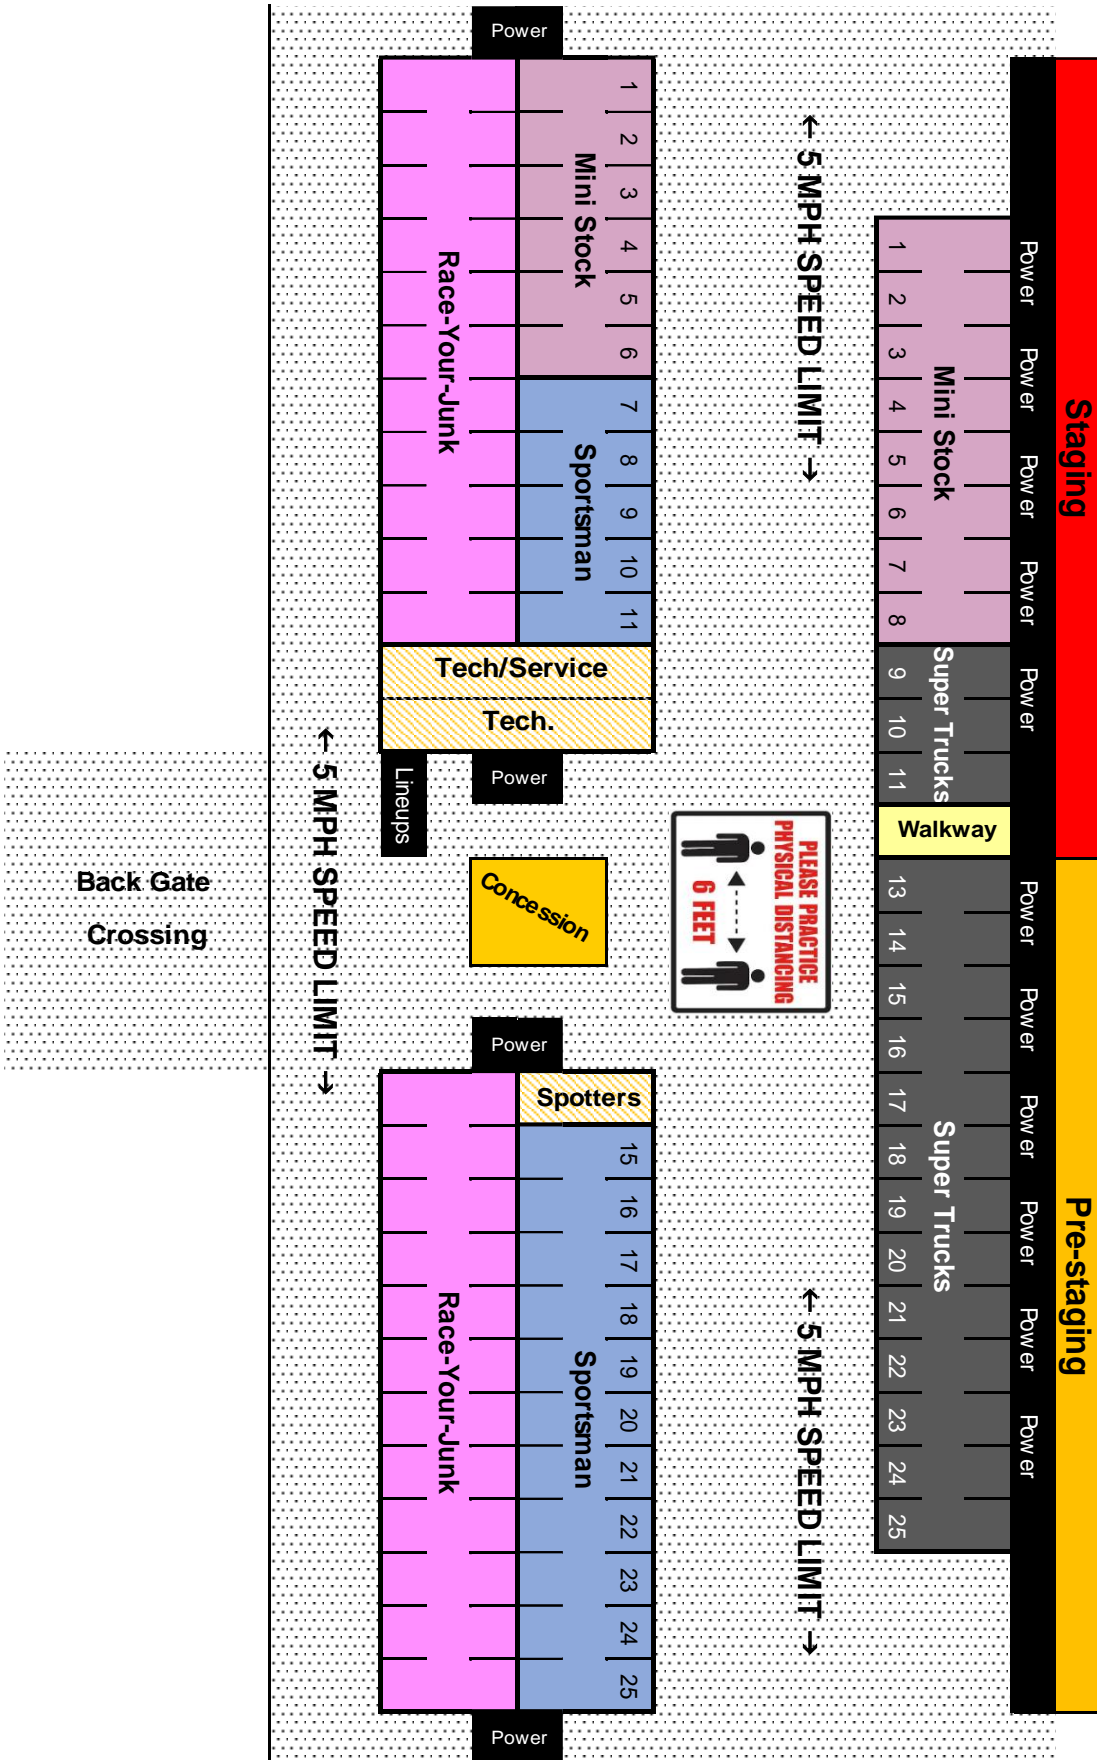 Power
1
2
3
4
5
6
Mini Stock
7
8
9
10
11
Sportsman
Race-Your-Junk
Tech/Service
Tech.
Lineups
Power
← 5 MPH SPEED LIMIT →
1
2
3
4
5
6
7
8
Mini Stock
9
10
11
Super Trucks
Power
Power
Power
Power
Power
Staging
Walkway
← 5 MPH SPEED LIMIT →
Back Gate
Crossing
Concession
PLEASE PRACTICE
PHYSICAL DISTANCING
6 FEET
Power
Spotters
15
16
17
18
19
20
21
22
23
24
25
Sportsman
Race-Your-Junk
Power
← 5 MPH SPEED LIMIT →
13
14
15
16
17
18
19
20
21
22
23
24
25
Super Trucks
Power
Power
Power
Power
Power
Power
Pre-staging